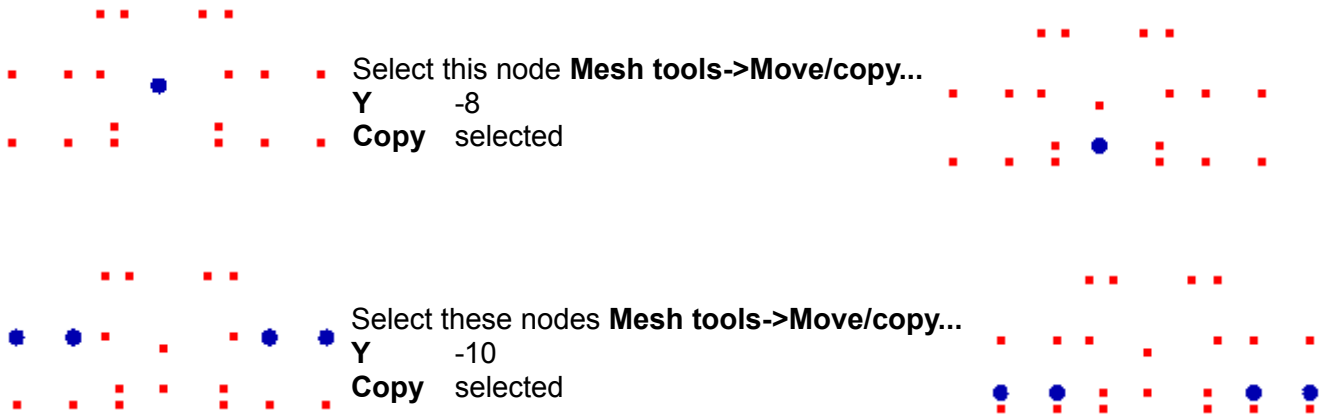 Select this node Mesh tools->Move/copy...
Y -8
Copy selected
Select these nodes Mesh tools->Move/copy...
Y -10
Copy selected